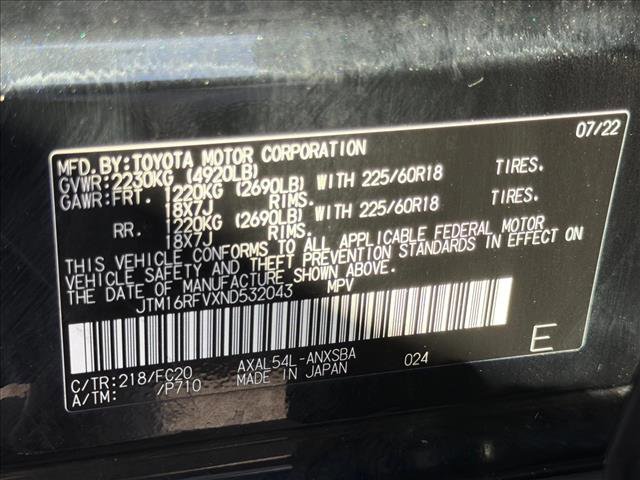 07/22
MFD.BY:TOYOTA MOTOR CORPORATION
GVWR:2230KG (4920LB)
GAWR:FRT. 1220KG (2690LB) WITH 225/60R18 TIRES.
18X7J RIMS.
RR. 1220KG (2690LB) WITH 225/60R18 TIRES.
18X7J RIMS.
THIS VEHICLE CONFORMS TO ALL APPLICABLE FEDERAL MOTOR
VEHICLE SAFETY AND THEFT PREVENTION STANDARDS IN EFFECT ON
THE DATE OF MANUFACTURE SHOWN ABOVE.
JTM16RFVXND532043 MPV
E
C/TR:218/FC20 AXAL54L-ANXSBA 024
A/TM: /P710 MADE IN JAPAN